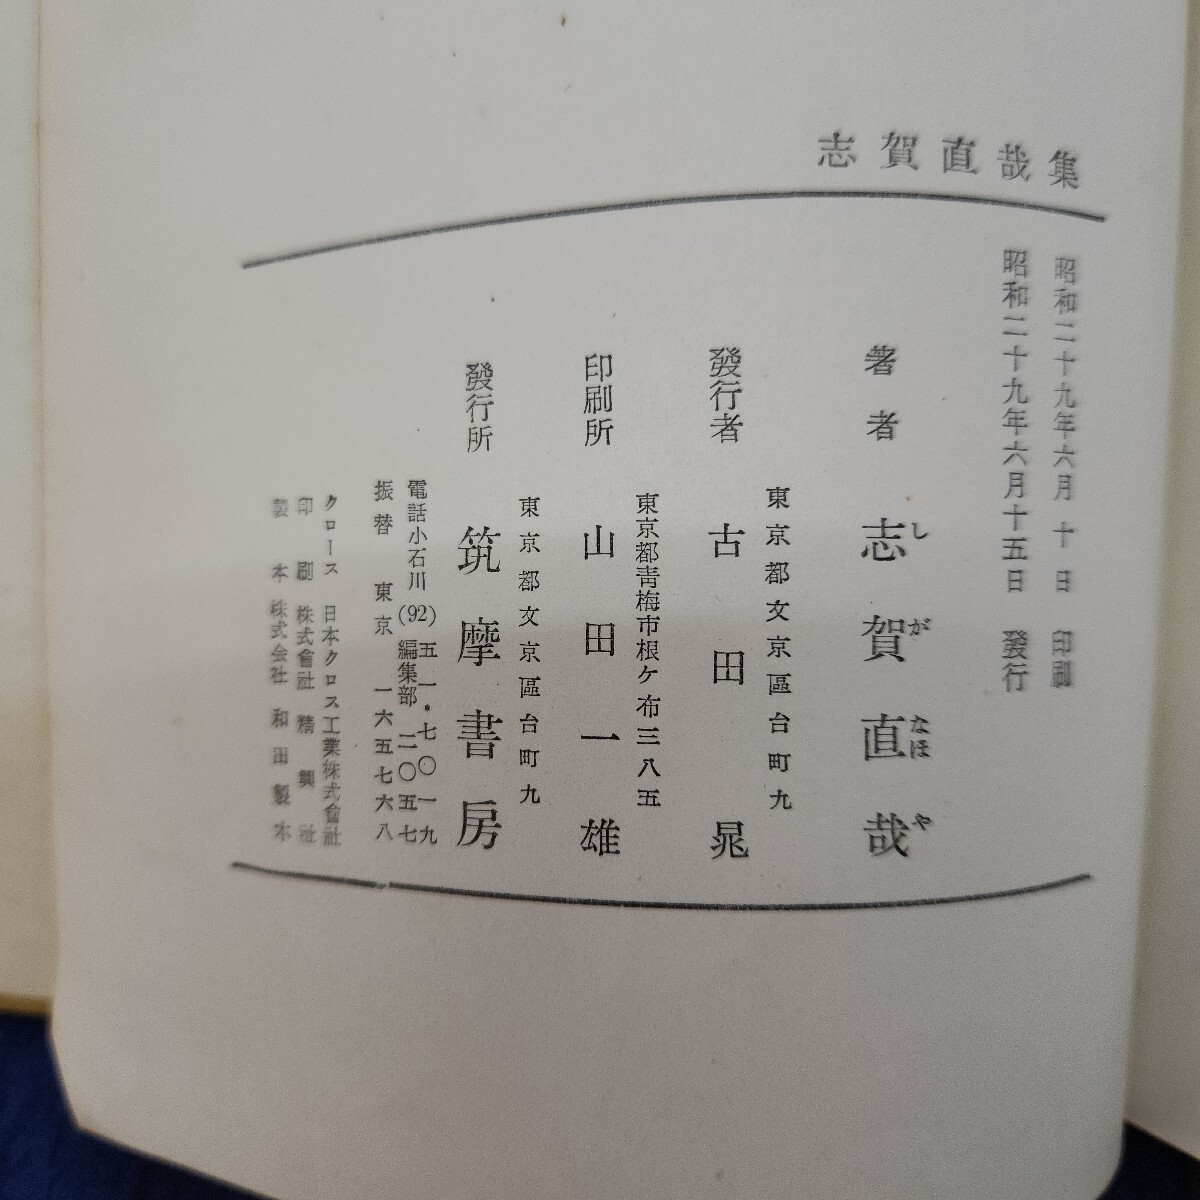 志賀直哉集
昭和二十九年六月十日 印刷
昭和二十九年六月十五日 發行
著者 志賀直哉
しがなほや
東京都文京區台町九
發行者 古田晁
東京都青梅市根ヶ布三八五
印刷所 山田一雄
東京都文京區台町九
發行所 筑摩書房
電話小石川(92)五一・七〇一九
編集部 二〇五七
振替 東京 一六五七六八
クロース 日本クロス工業株式會社
印刷 株式會社 精興社
製本 株式会社 和田製本